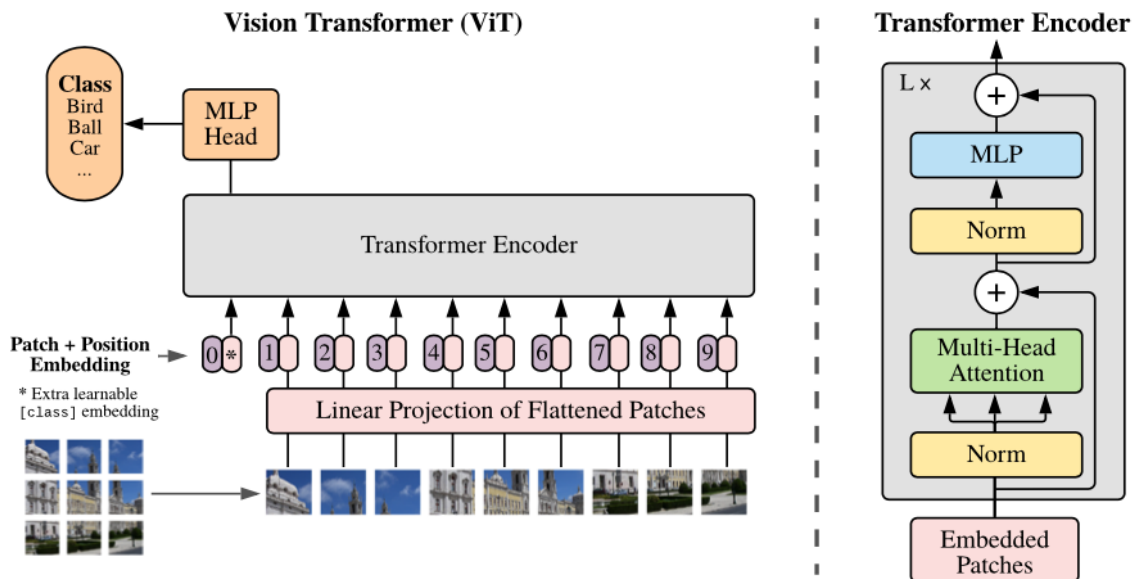 Vision Transformer (ViT)
Class
Bird
Ball
Car
...
MLP
Head
Transformer Encoder
Patch + Position
Embedding
0 * 1 2 3 4 5 6 7 8 9
* Extra learnable
[class] embedding
Linear Projection of Flattened Patches
Transformer Encoder
L ×
+
MLP
Norm
+
Multi-Head
Attention
Norm
Embedded
Patches